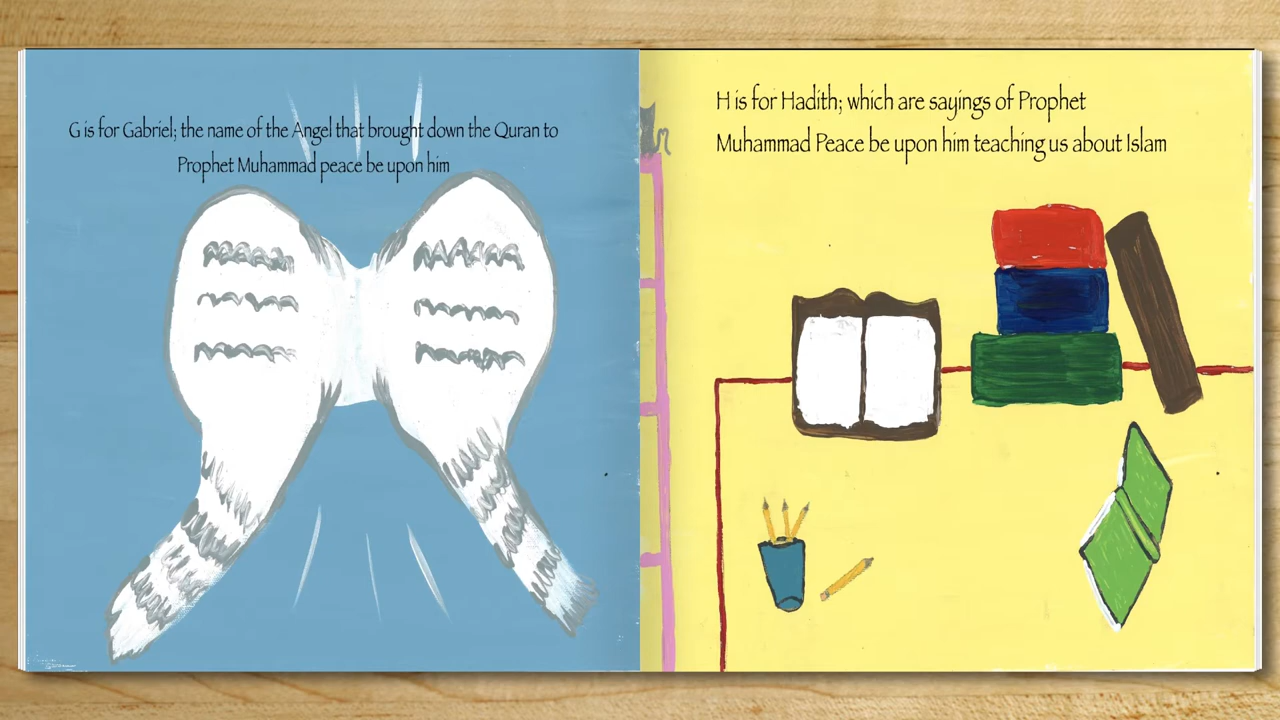 G is for Gabriel; the name of the Angel that brought down the Quran to
Prophet Muhammad peace be upon him
H is for Hadith; which are sayings of Prophet
Muhammad Peace be upon him teaching us about Islam